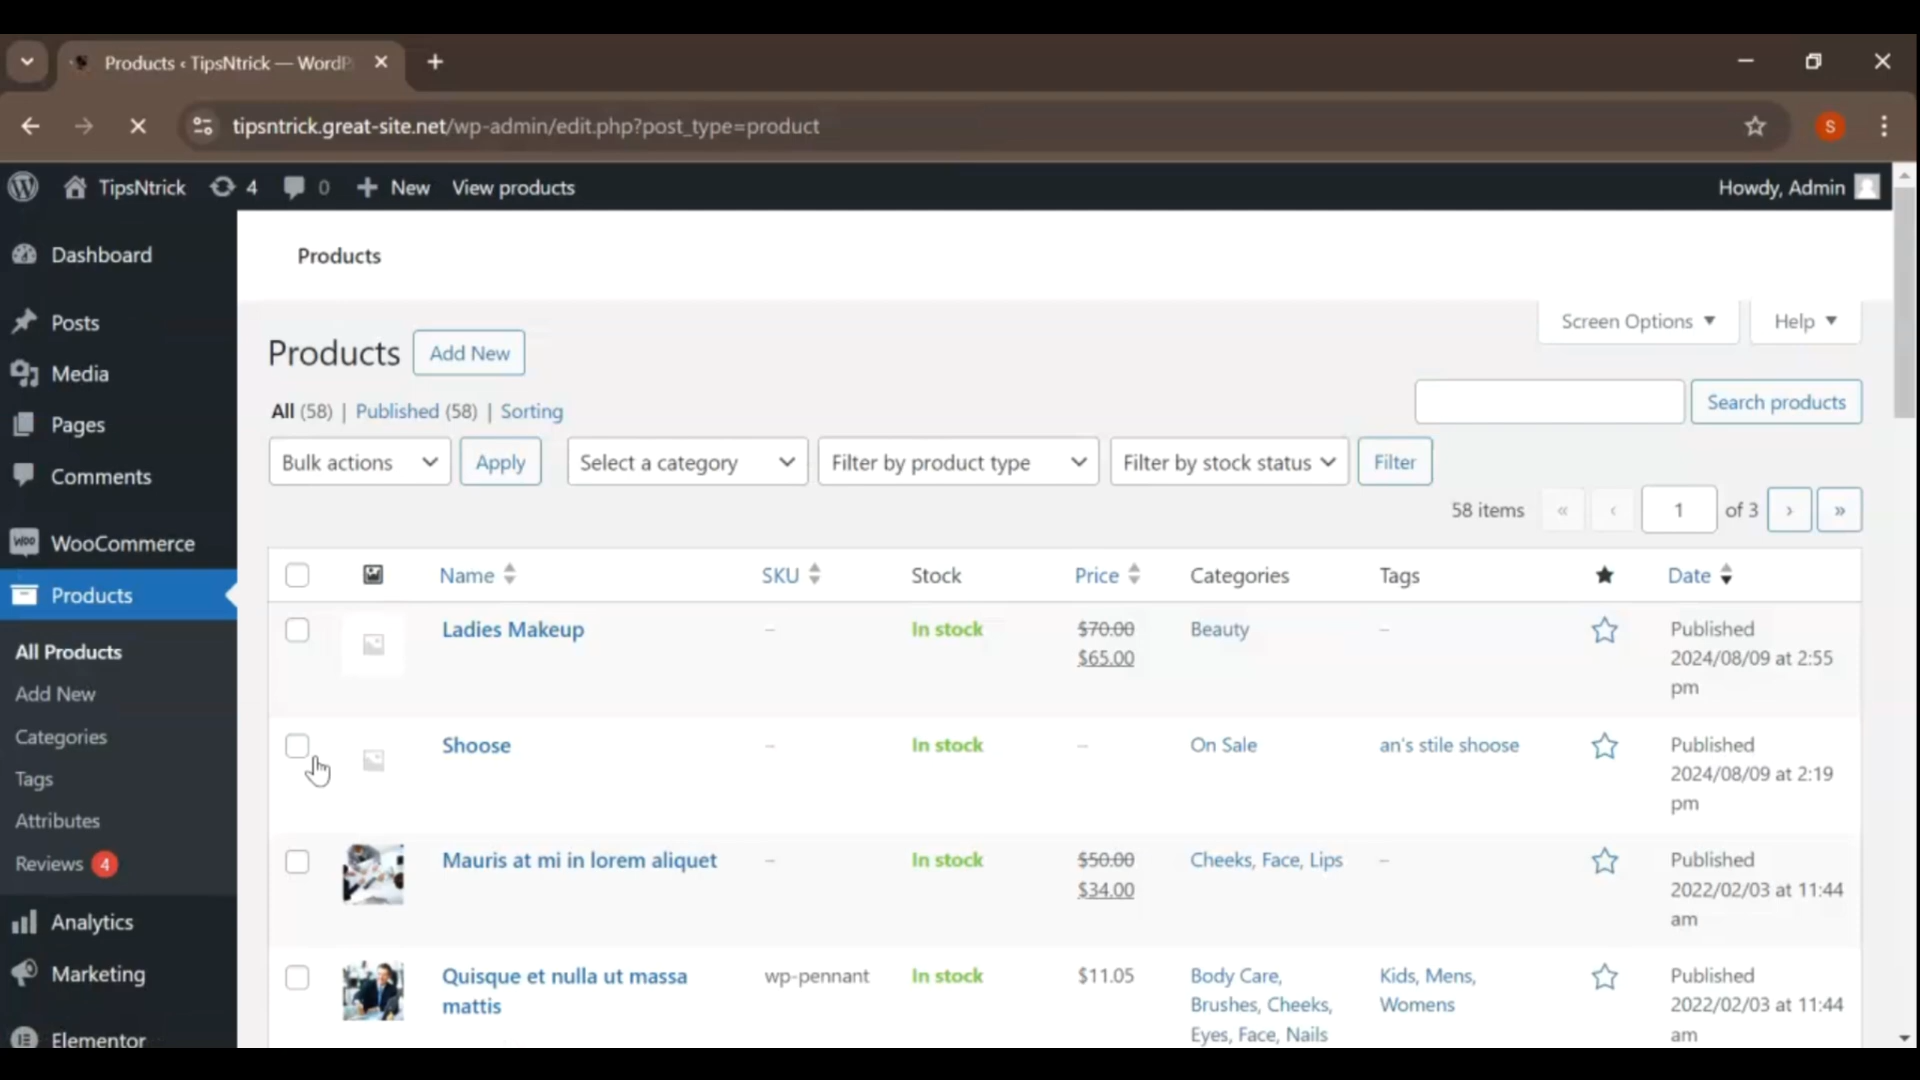 Products ‹ TipsNtrick — WordP
tipsntrick.great-site.net/wp-admin/edit.php?post_type=product
S
TipsNtrick 4 0 New View products Howdy, Admin
Dashboard
Posts
Media
Pages
Comments
Woo WooCommerce
Products
All Products
Add New
Categories
Tags
Attributes
Reviews 4
Analytics
Marketing
Elementor
Products
Screen Options Help
Products Add New
All (58) | Published (58) | Sorting
Search products
Bulk actions Apply Select a category Filter by product type Filter by stock status Filter
58 items « ‹ 1 of 3 › »
Name SKU Stock Price Categories Tags Date
Ladies Makeup – In stock $70.00 Beauty – Published
$65.00 2024/08/09 at 2:55
pm
Shoose – In stock – On Sale an's stile shoose Published
2024/08/09 at 2:19
pm
Mauris at mi in lorem aliquet – In stock $50.00 Cheeks, Face, Lips – Published
$34.00 2022/02/03 at 11:44
am
Quisque et nulla ut massa wp-pennant In stock $11.05 Body Care, Kids, Mens, Published
mattis Brushes, Cheeks, Womens 2022/02/03 at 11:44
Eyes, Face, Nails am